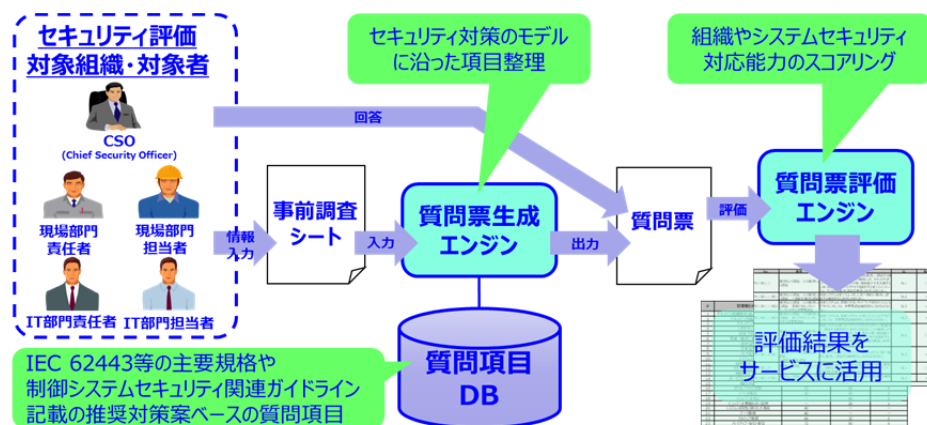 セキュリティ評価
対象組織・対象者
CSO
(Chief Security Officer)
現場部門
責任者
現場部門
担当者
IT部門責任者
IT部門担当者
情報
入力
事前調査
シート
入力
セキュリティ対策のモデル
に沿った項目整理
質問票生成
エンジン
質問項目
DB
IEC 62443等の主要規格や
制御システムセキュリティ関連ガイドライン
記載の推奨対策案ベースの質問項目
回答
出力
質問票
評価
組織やシステムセキュリティ
対応能力のスコアリング
質問票評価
エンジン
評価結果を
サービスに活用